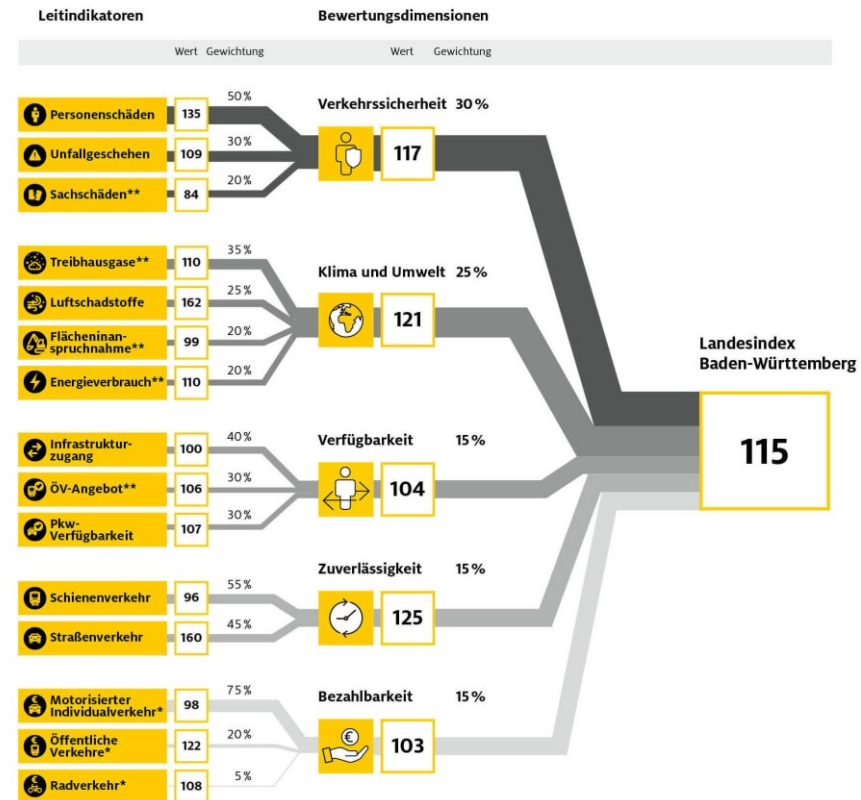 Leitindikatoren
Bewertungsdimensionen
Wert Gewichtung
Wert Gewichtung
Personenschäden 135 50 %
Unfallgeschehen 109 30 %
Sachschäden** 84 20 %
Verkehrssicherheit 30 %
117
Treibhausgase** 110 35 %
Luftschadstoffe 162 25 %
Flächeninan-
spruchnahme** 99 20 %
Energieverbrauch** 110 20 %
Klima und Umwelt 25 %
121
Infrastruktur-
zugang 100 40 %
ÖV-Angebot** 106 30 %
Pkw-
Verfügbarkeit 107 30 %
Verfügbarkeit 15 %
104
Schienenverkehr 96 55 %
Straßenverkehr 160 45 %
Zuverlässigkeit 15 %
125
Motorisierter
Individualverkehr* 98 75 %
Öffentliche
Verkehre* 122 20 %
Radverkehr* 108 5 %
Bezahlbarkeit 15 %
€
103
Landesindex
Baden-Württemberg
115